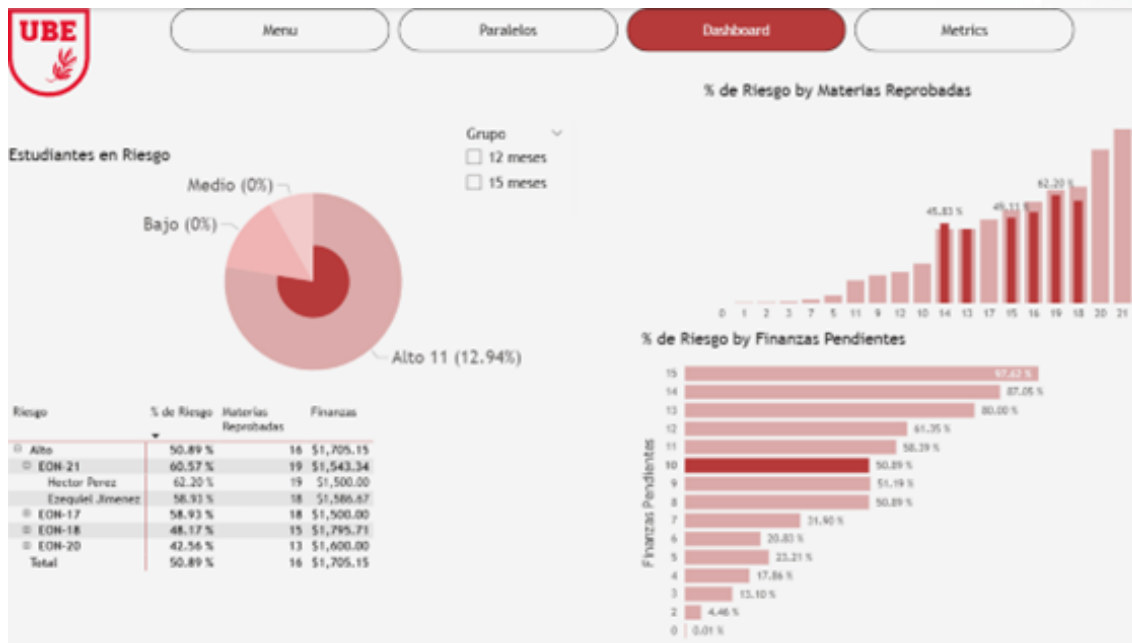 UBE
Menu
Paralelos
Dashboard
Metrics
% de Riesgo by Materias Reprobadas
Grupo
12 meses
15 meses
Estudiantes en Riesgo
Medio (0%)
Bajo (0%)
Alto 11 (12.94%)
45.83 %
49.11 %
62.20 %
0 1 2 3 7 5 11 9 12 10 14 13 17 15 16 19 18 20 21
% de Riesgo by Finanzas Pendientes
Finanzas Pendientes
15 97.62 %
14 87.05 %
13 80.00 %
12 61.35 %
11 58.39 %
10 50.89 %
9 51.19 %
8 50.89 %
7 31.90 %
6 20.83 %
5 23.21 %
4 17.86 %
3 13.10 %
2 4.46 %
0 0.01 %
Riesgo % de Riesgo Materias Finanzas
Reprobadas
Alto 50.89 % 16 $1,705.15
EON-21 60.57 % 19 $1,543.34
Hector Perez 62.20 % 19 $1,500.00
Ezequiel Jimenez 58.93 % 18 $1,586.67
EON-17 58.93 % 18 $1,500.00
EON-18 48.17 % 15 $1,795.71
EON-20 42.56 % 13 $1,600.00
Total 50.89 % 16 $1,705.15